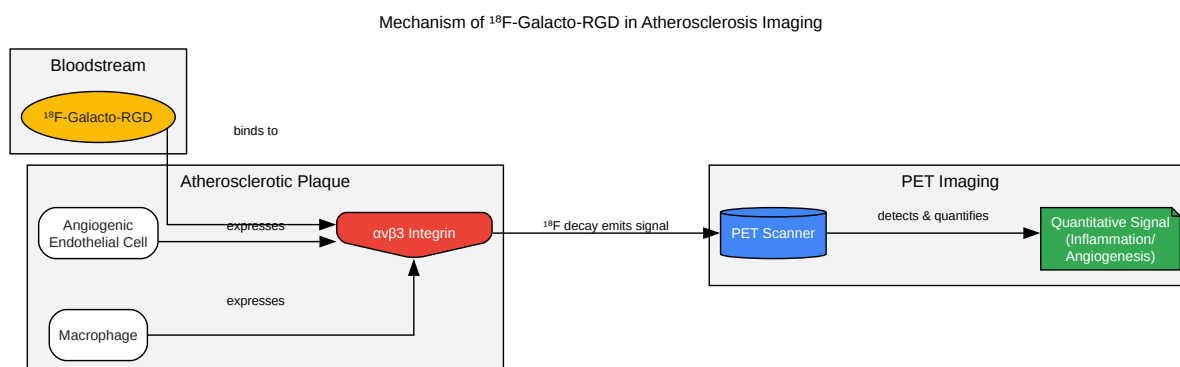 Mechanism of ¹⁸F-Galacto-RGD in Atherosclerosis Imaging
Bloodstream
¹⁸F-Galacto-RGD
binds to
Atherosclerotic Plaque
Angiogenic
Endothelial Cell
expresses
αvβ3 Integrin
expresses
Macrophage
¹⁸F decay emits signal
PET Imaging
PET Scanner
detects & quantifies
Quantitative Signal
(Inflammation/
Angiogenesis)